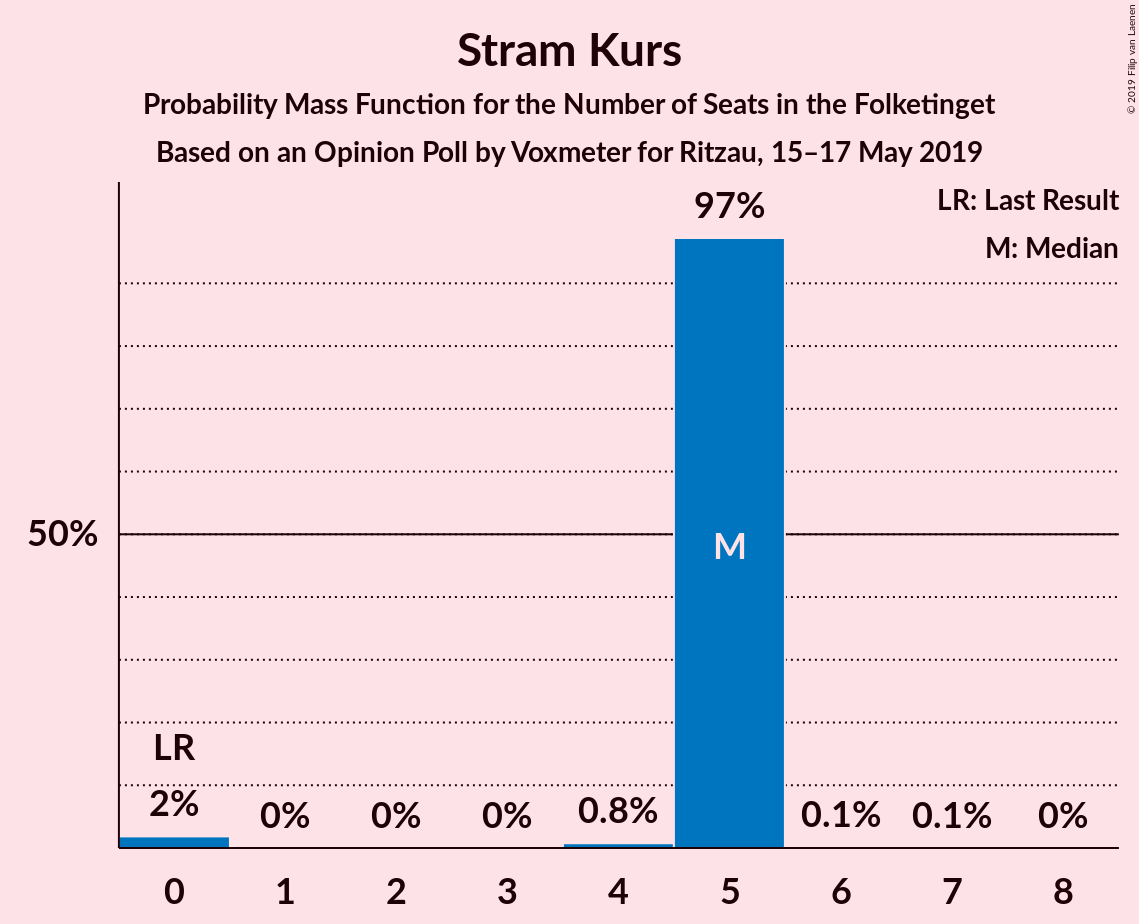 Stram Kurs
Probability Mass Function for the Number of Seats in the Folketinget
Based on an Opinion Poll by Voxmeter for Ritzau, 15–17 May 2019
© 2019 Filip van Laenen
LR: Last Result
M: Median
97%
50%
M
LR
2%
0%
0%
0%
0.8%
0.1%
0.1%
0%
0 1 2 3 4 5 6 7 8